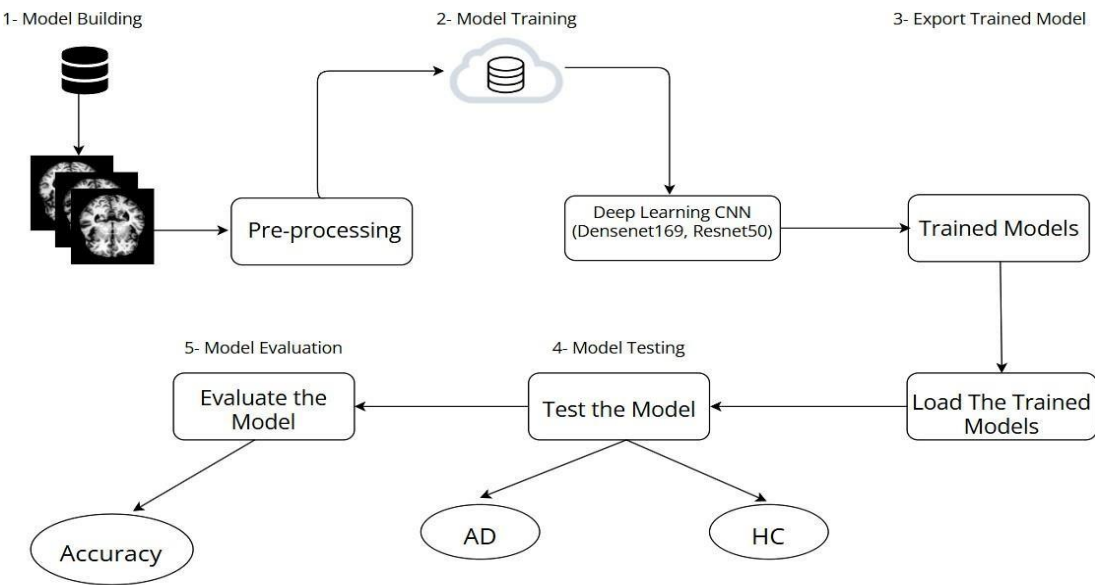 1- Model Building
2- Model Training
3- Export Trained Model
Pre-processing
Deep Learning CNN
(Densenet169, Resnet50)
Trained Models
5- Model Evaluation
4- Model Testing
Evaluate the
Model
Test the Model
Load The Trained
Models
Accuracy
AD
HC